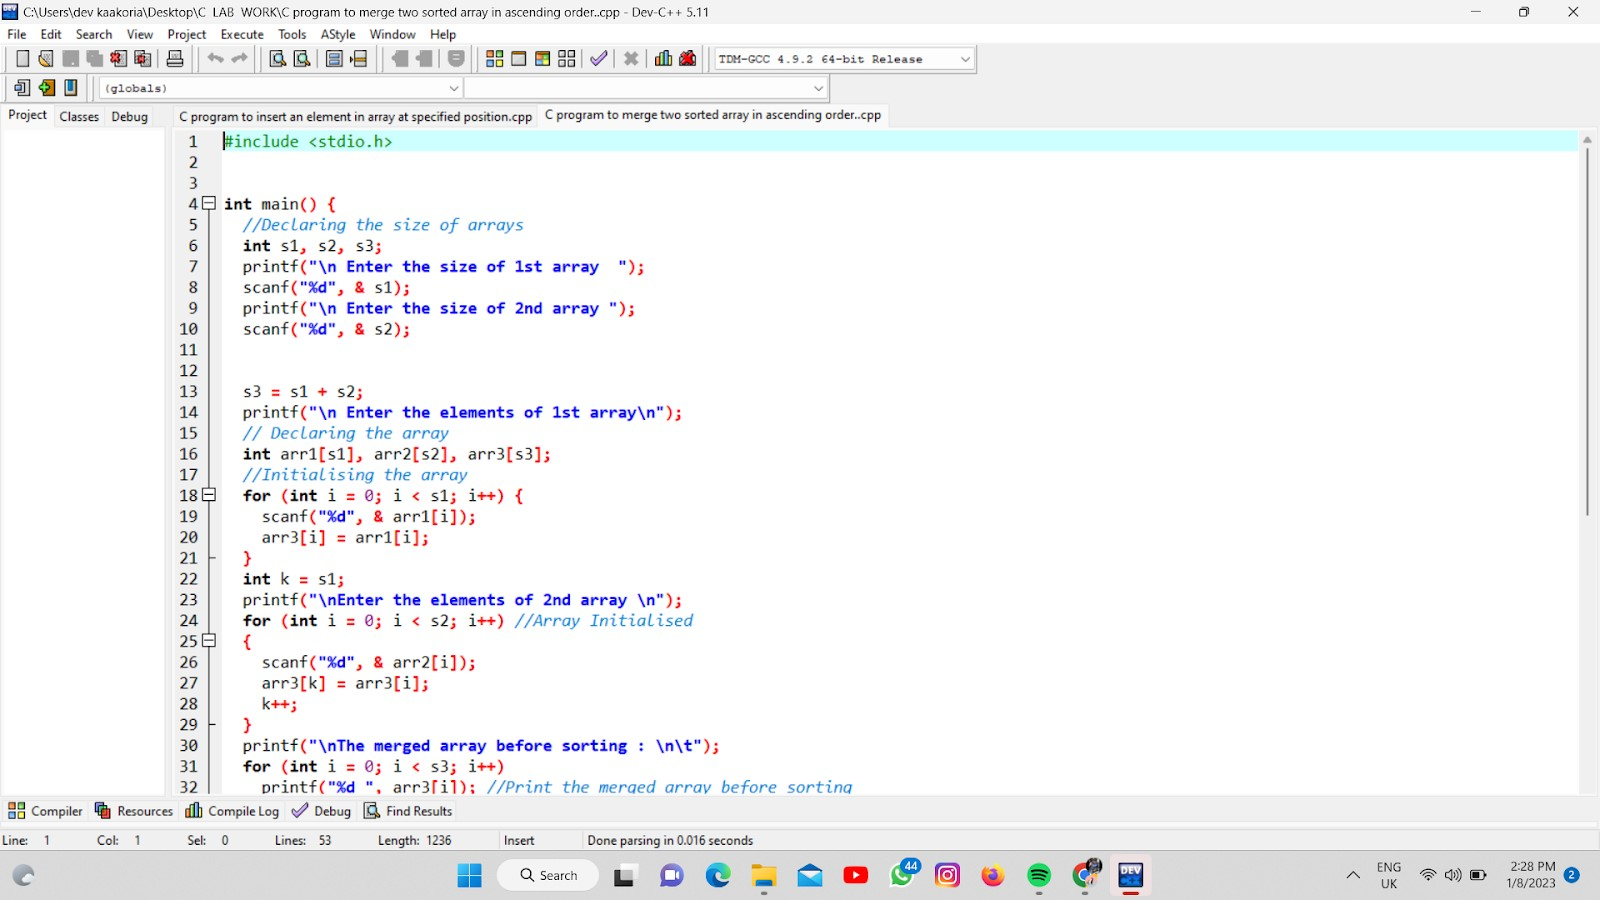 C:\Users\dev kaakoria\Desktop\C LAB WORK\C program to merge two sorted array in ascending order..cpp - Dev-C++ 5.11
File Edit Search View Project Execute Tools AStyle Window Help
TDM-GCC 4.9.2 64-bit Release
(globals)
Project Classes Debug C program to insert an element in array at specified position.cpp C program to merge two sorted array in ascending order..cpp
1 #include <stdio.h>
2
3
4 int main() {
5 //Declaring the size of arrays
6 int s1, s2, s3;
7 printf("\n Enter the size of 1st array  ");
8 scanf("%d", & s1);
9 printf("\n Enter the size of 2nd array ");
10 scanf("%d", & s2);
11
12
13 s3 = s1 + s2;
14 printf("\n Enter the elements of 1st array\n");
15 // Declaring the array
16 int arr1[s1], arr2[s2], arr3[s3];
17 //Initialising the array
18 for (int i = 0; i < s1; i++) {
19 scanf("%d", & arr1[i]);
20 arr3[i] = arr1[i];
21 }
22 int k = s1;
23 printf("\nEnter the elements of 2nd array \n");
24 for (int i = 0; i < s2; i++) //Array Initialised
25 {
26 scanf("%d", & arr2[i]);
27 arr3[k] = arr3[i];
28 k++;
29 }
30 printf("\nThe merged array before sorting : \n\t");
31 for (int i = 0; i < s3; i++)
32 printf("%d ", arr3[i]); //Print the merged array before sorting
Compiler Resources Compile Log Debug Find Results
Line: 1 Col: 1 Sel: 0 Lines: 53 Length: 1236 Insert Done parsing in 0.016 seconds
Search 44 DEV ENG UK 2:28 PM 1/8/2023 2